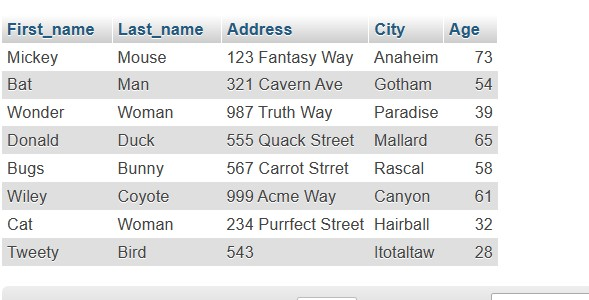 First_name Last_name Address City Age
Mickey Mouse 123 Fantasy Way Anaheim 73
Bat Man 321 Cavern Ave Gotham 54
Wonder Woman 987 Truth Way Paradise 39
Donald Duck 555 Quack Street Mallard 65
Bugs Bunny 567 Carrot Strret Rascal 58
Wiley Coyote 999 Acme Way Canyon 61
Cat Woman 234 Purrfect Street Hairball 32
Tweety Bird 543 Itotaltaw 28